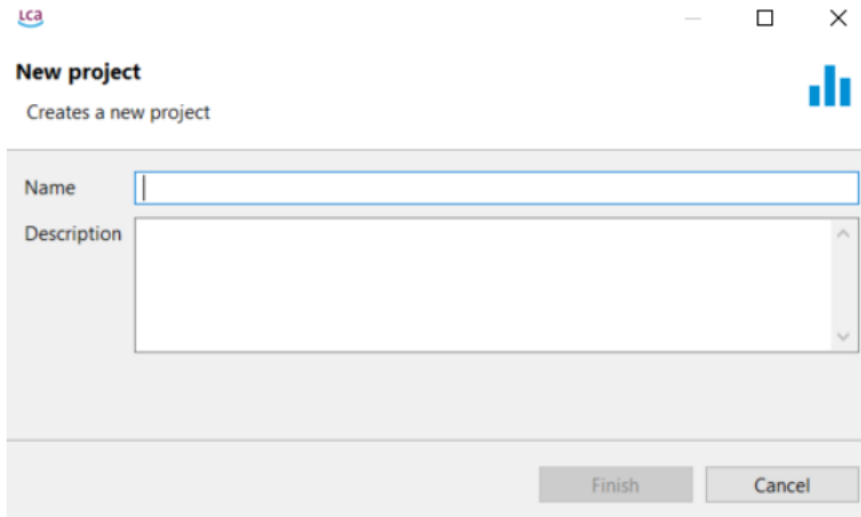 LCA
New project
Creates a new project
Name
Description
Finish
Cancel